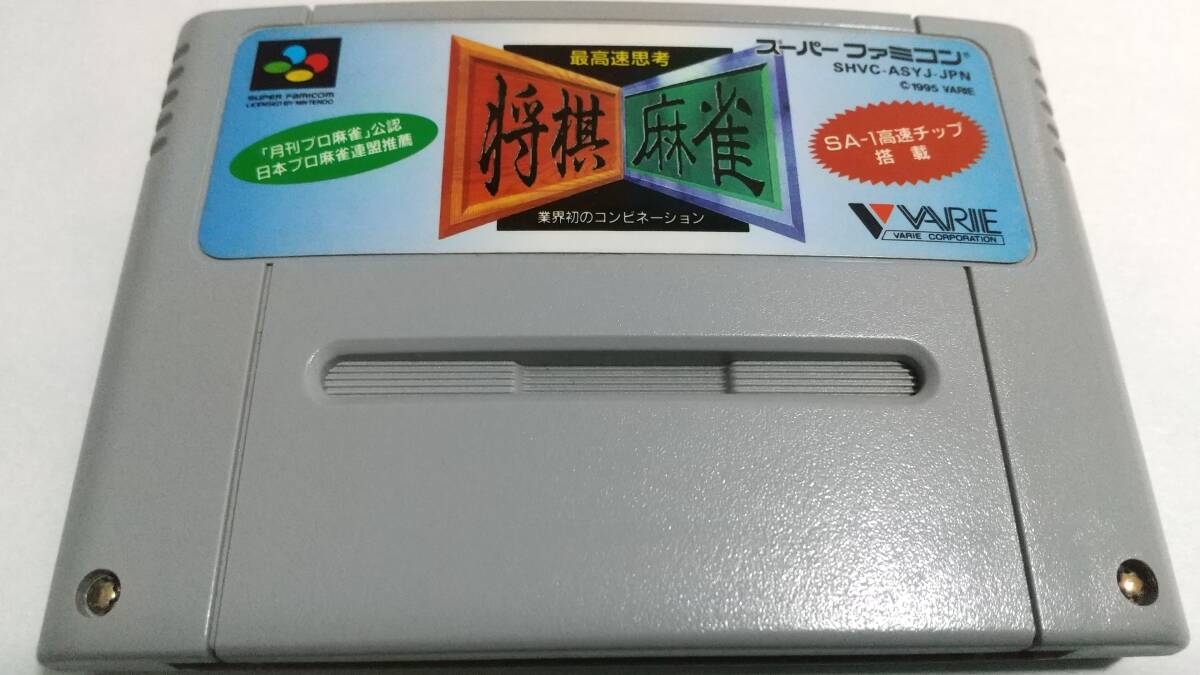 SUPER FAMICOM
LICENSED BY NINTENDO
「月刊プロ麻雀」公認
日本プロ麻雀連盟推薦
最高速思考
将棋 麻雀
業界初のコンビネーション
スーパーファミコン®
SHVC-ASYJ-JPN
©1995 VARIE
SA-1高速チップ
搭載
VARIE
VARIE CORPORATION